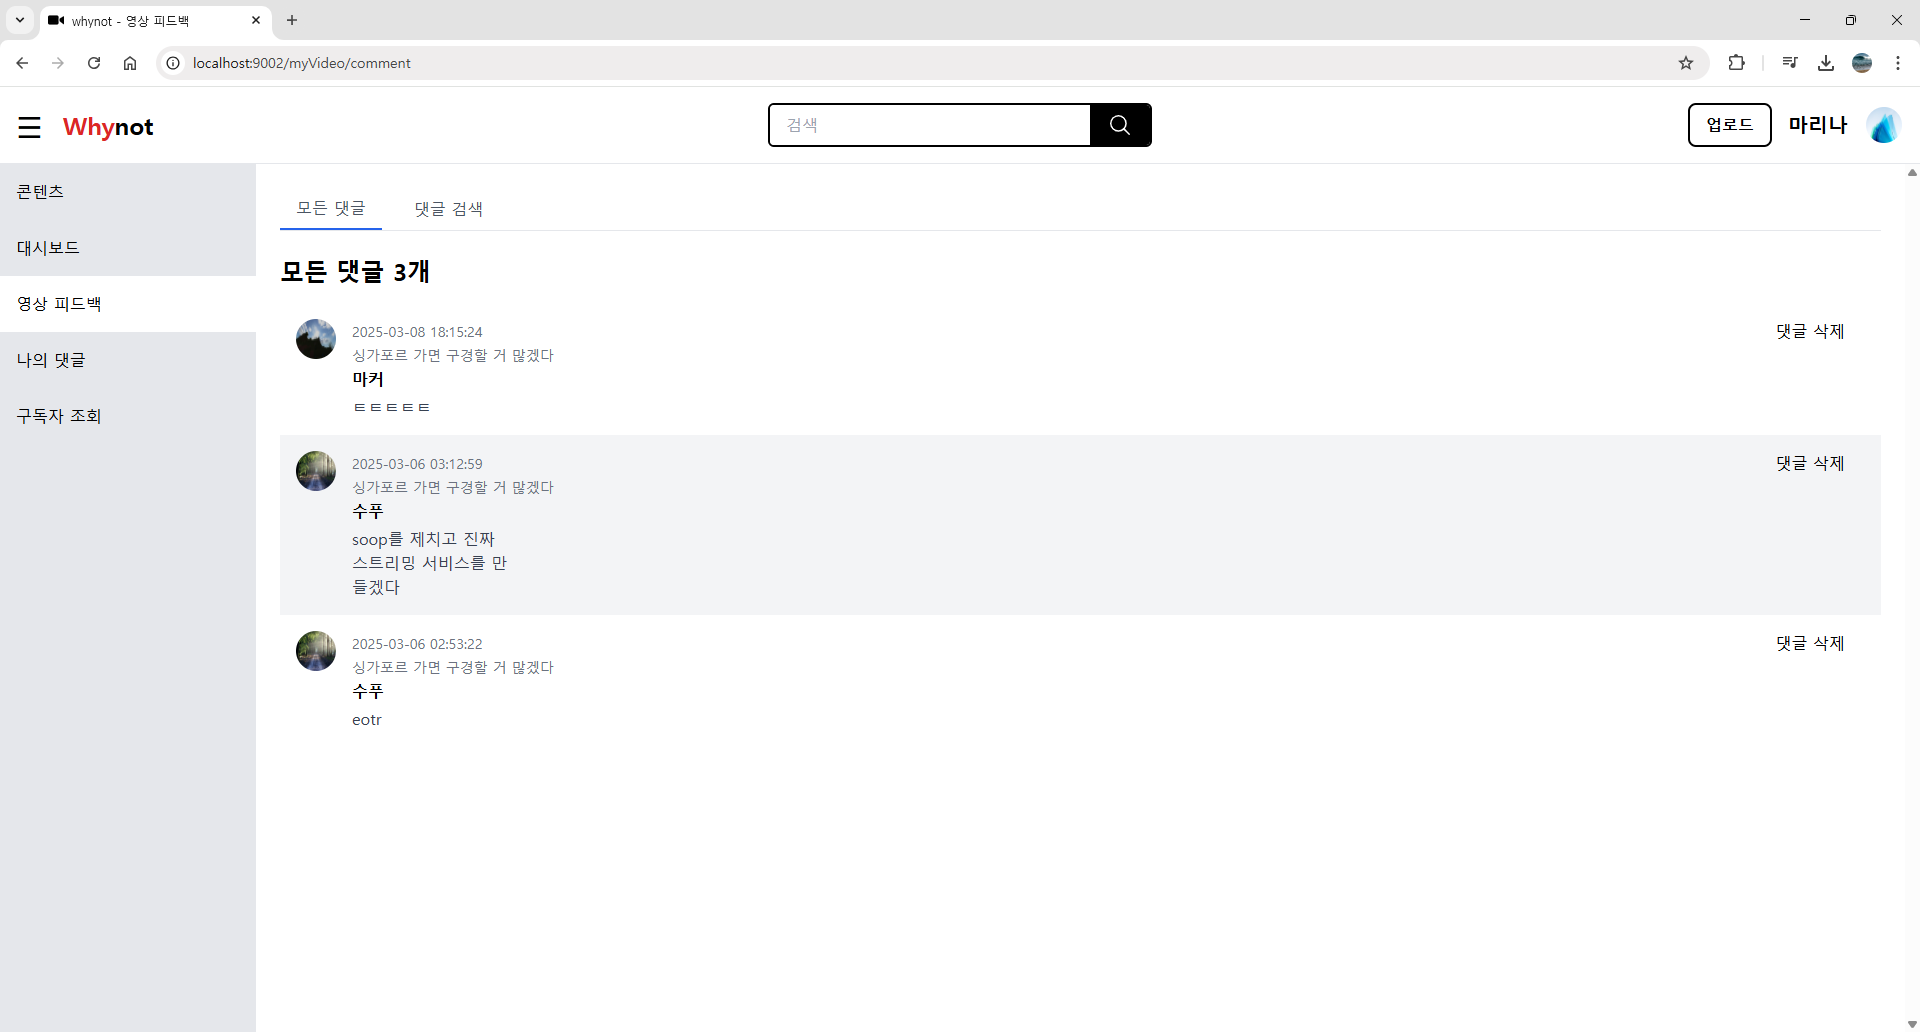 whynot - 영상 피드백
localhost:9002/myVideo/comment
Whynot
검색
업로드
마리나
콘텐츠
대시보드
영상 피드백
나의 댓글
구독자 조회
모든 댓글
댓글 검색
모든 댓글 3개
2025-03-08 18:15:24
댓글 삭제
싱가포르 가면 구경할 거 많겠다
마커
ㅌㅌㅌㅌㅌ
2025-03-06 03:12:59
댓글 삭제
싱가포르 가면 구경할 거 많겠다
수푸
soop를 제치고 진짜
스트리밍 서비스를 만
들겠다
2025-03-06 02:53:22
댓글 삭제
싱가포르 가면 구경할 거 많겠다
수푸
eotr